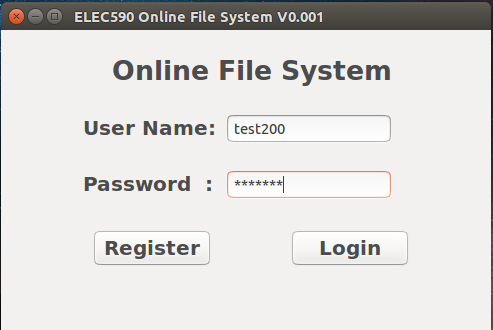 ELEC590 Online File System V0.001
Online File System
User Name: test200
Password : *******
Register Login